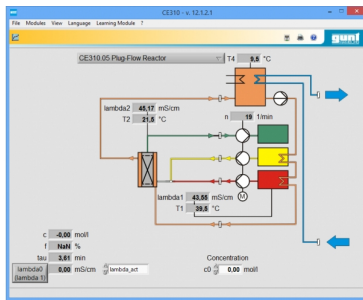 CE310 - v. 12.1.2.1
File Modules View Language Learning Module ?
gunt
CE310.05 Plug-Flow Reactor
T4 9,5 °C
lambda2 45,17 mS/cm
T2 21,0 °C
n 19 1/min
lambda1 43,55 mS/cm
T1 39,5 °C
M
c -0,00 mol/l
f NaN %
tau 3,61 min
lambda0 (lambda 1) 0,00 mS/cm lambda_act
Concentration
c0 0,00 mol/l